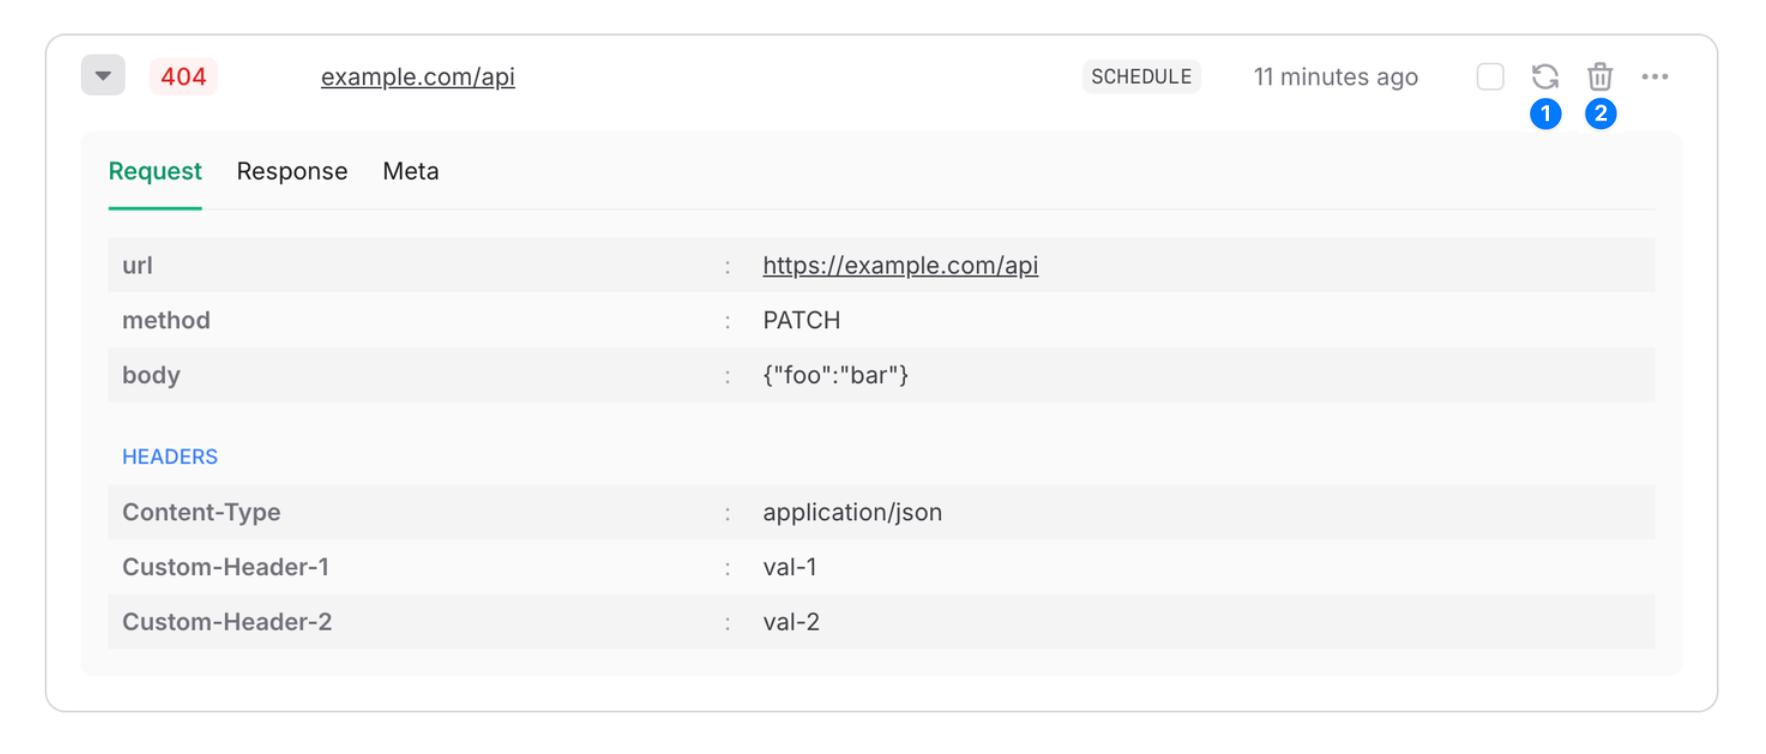 404 example.com/api SCHEDULE 11 minutes ago
1 2
Request Response Meta
url : https://example.com/api
method : PATCH
body : {"foo":"bar"}
HEADERS
Content-Type : application/json
Custom-Header-1 : val-1
Custom-Header-2 : val-2